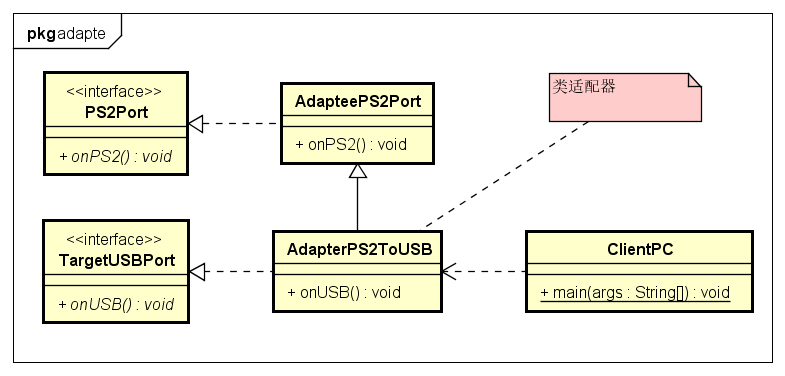 pkg adapte
<<interface>>
PS2Port
+ onPS2() : void
AdapteePS2Port
+ onPS2() : void
类适配器
<<interface>>
TargetUSBPort
+ onUSB() : void
AdapterPS2ToUSB
+ onUSB() : void
ClientPC
+ main(args : String[]) : void